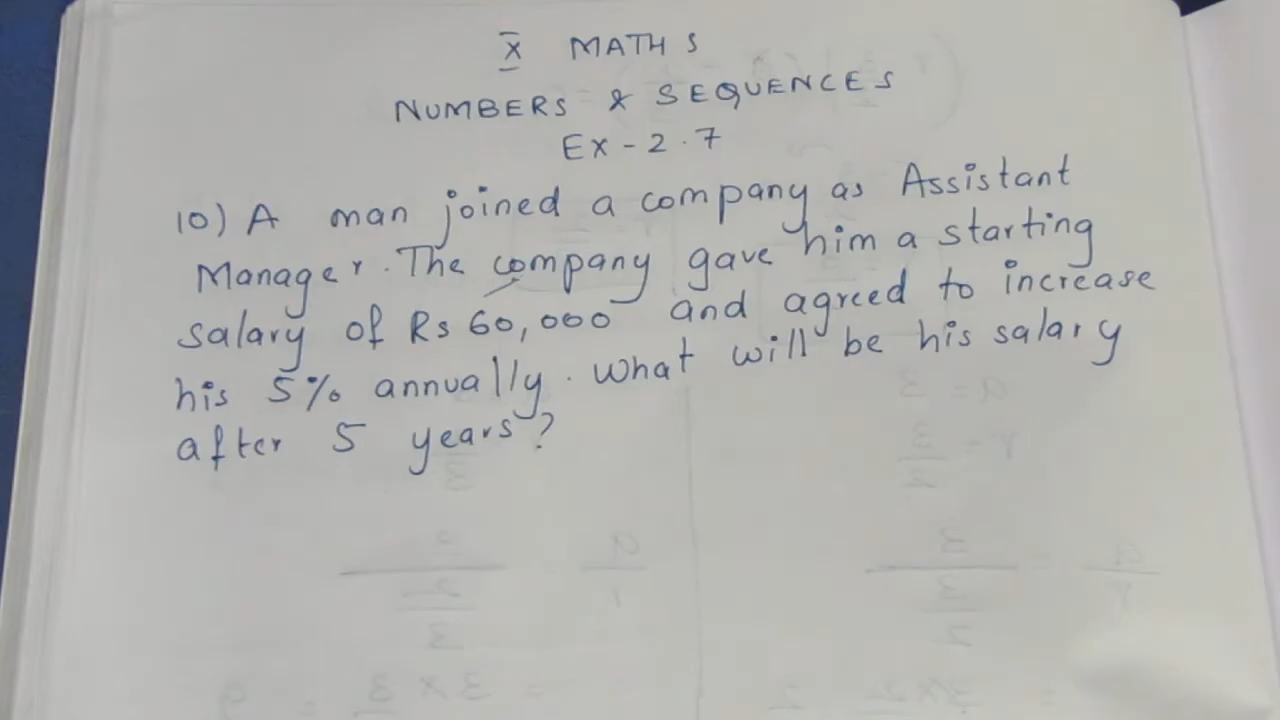 X MATHS
NUMBERS & SEQUENCES
EX - 2.7
10) A man joined a company as Assistant
Manager. The company gave him a starting
salary of Rs 60,000 and agreed to increase
his 5% annually. What will be his salary
after 5 years?